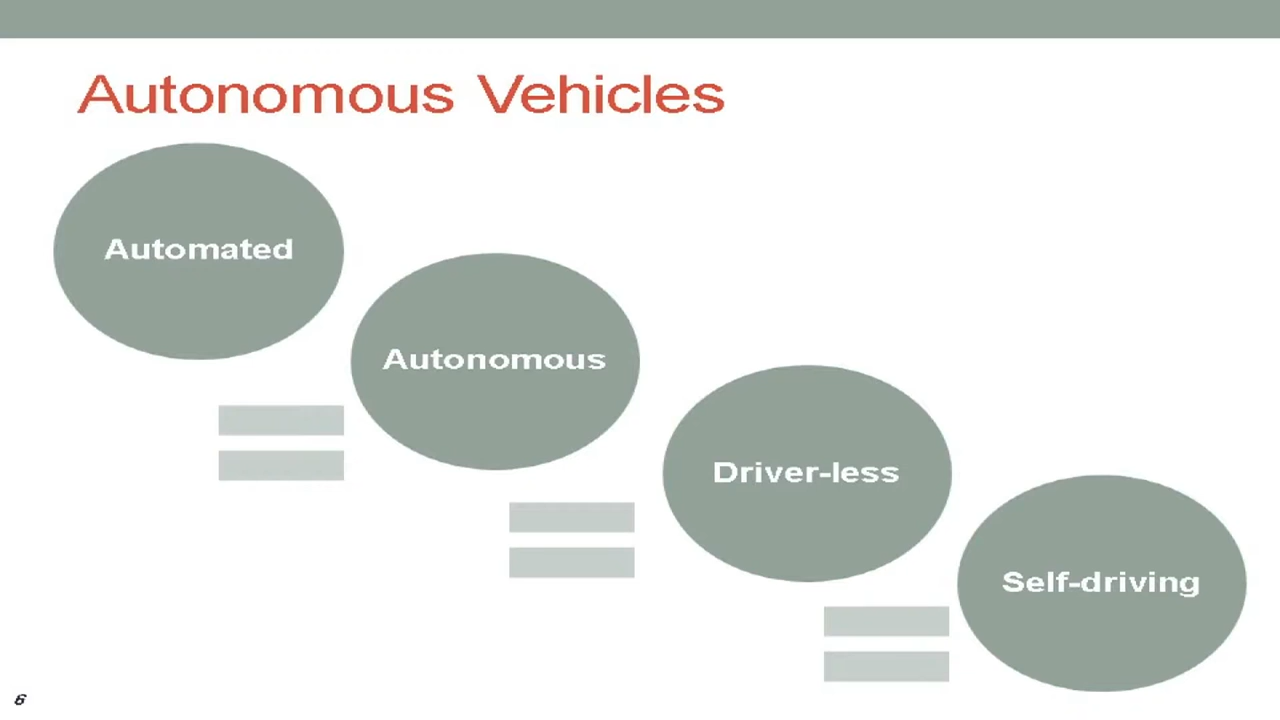 Autonomous Vehicles
Automated
Autonomous
Driver-less
Self-driving
6